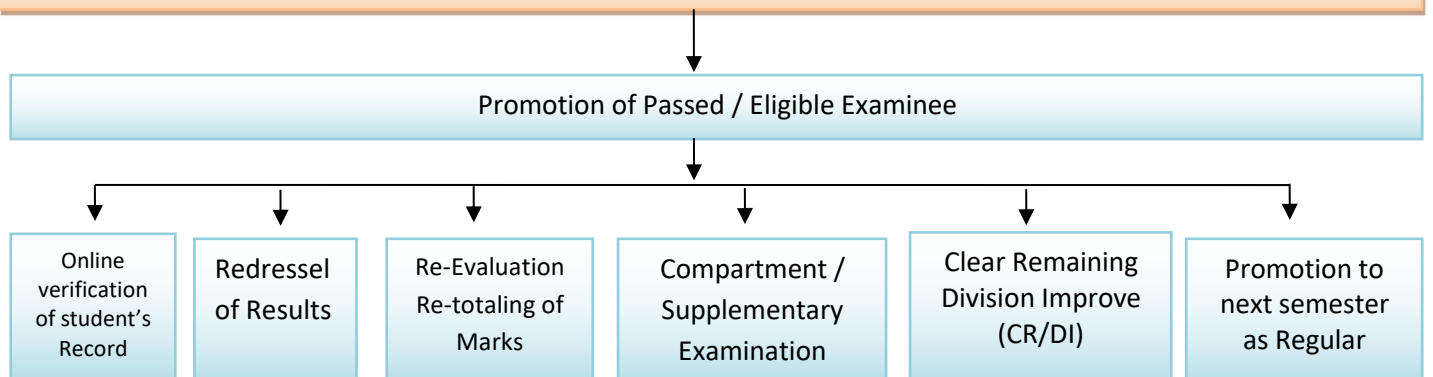 Promotion of Passed / Eligible Examinee
Online
verification
of student's
Record
Redressel
of Results
Re-Evaluation
Re-totaling of
Marks
Compartment /
Supplementary
Examination
Clear Remaining
Division Improve
(CR/DI)
Promotion to
next semester
as Regular